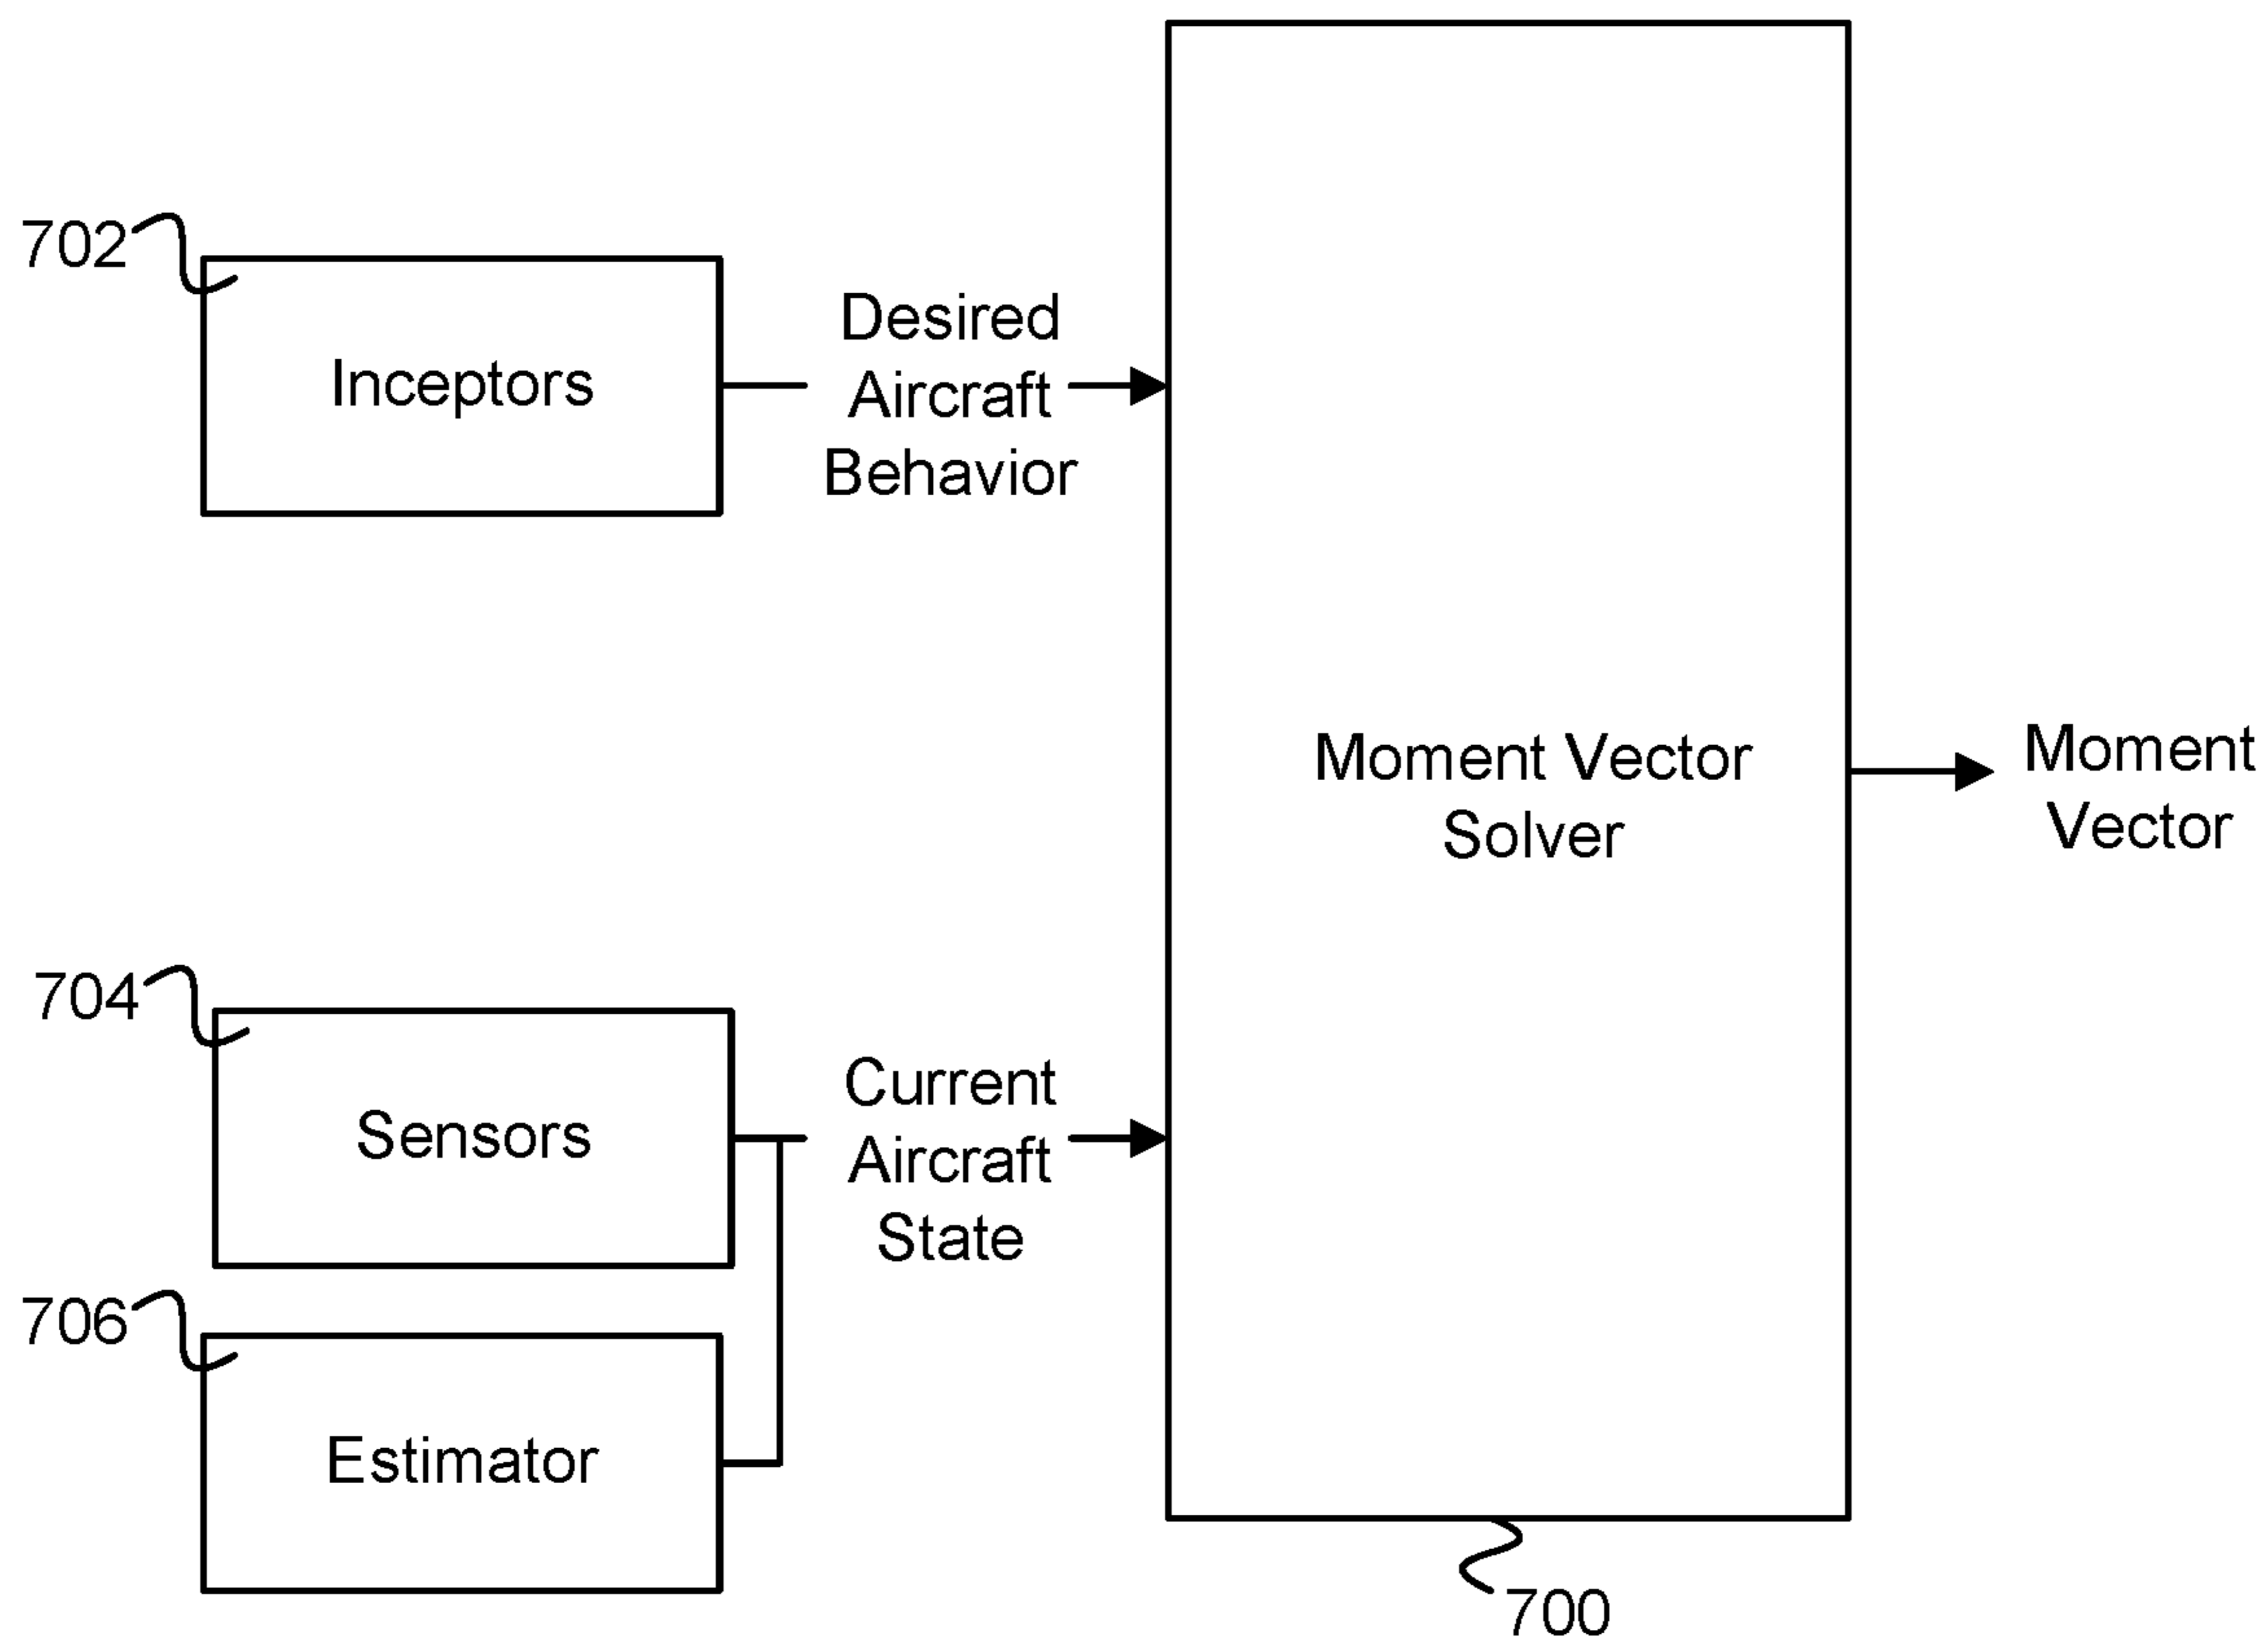 702
Inceptors
Desired
Aircraft
Behavior
Moment Vector
Solver
Moment
Vector
704
Sensors
Current
Aircraft
State
706
Estimator
700